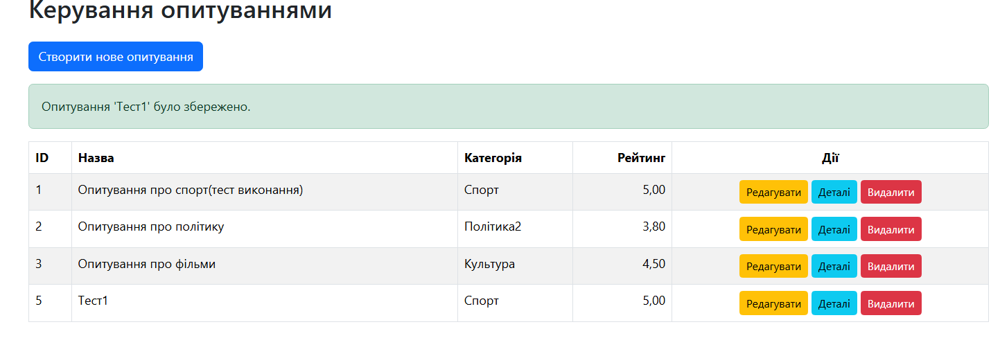 Керування опитуваннями
Створити нове опитування
Опитування 'Тест1' було збережено.
ID Назва Категорія Рейтинг Дії
1 Опитування про спорт(тест виконання) Спорт 5,00 Редагувати Деталі Видалити
2 Опитування про політику Політика2 3,80 Редагувати Деталі Видалити
3 Опитування про фільми Культура 4,50 Редагувати Деталі Видалити
5 Тест1 Спорт 5,00 Редагувати Деталі Видалити